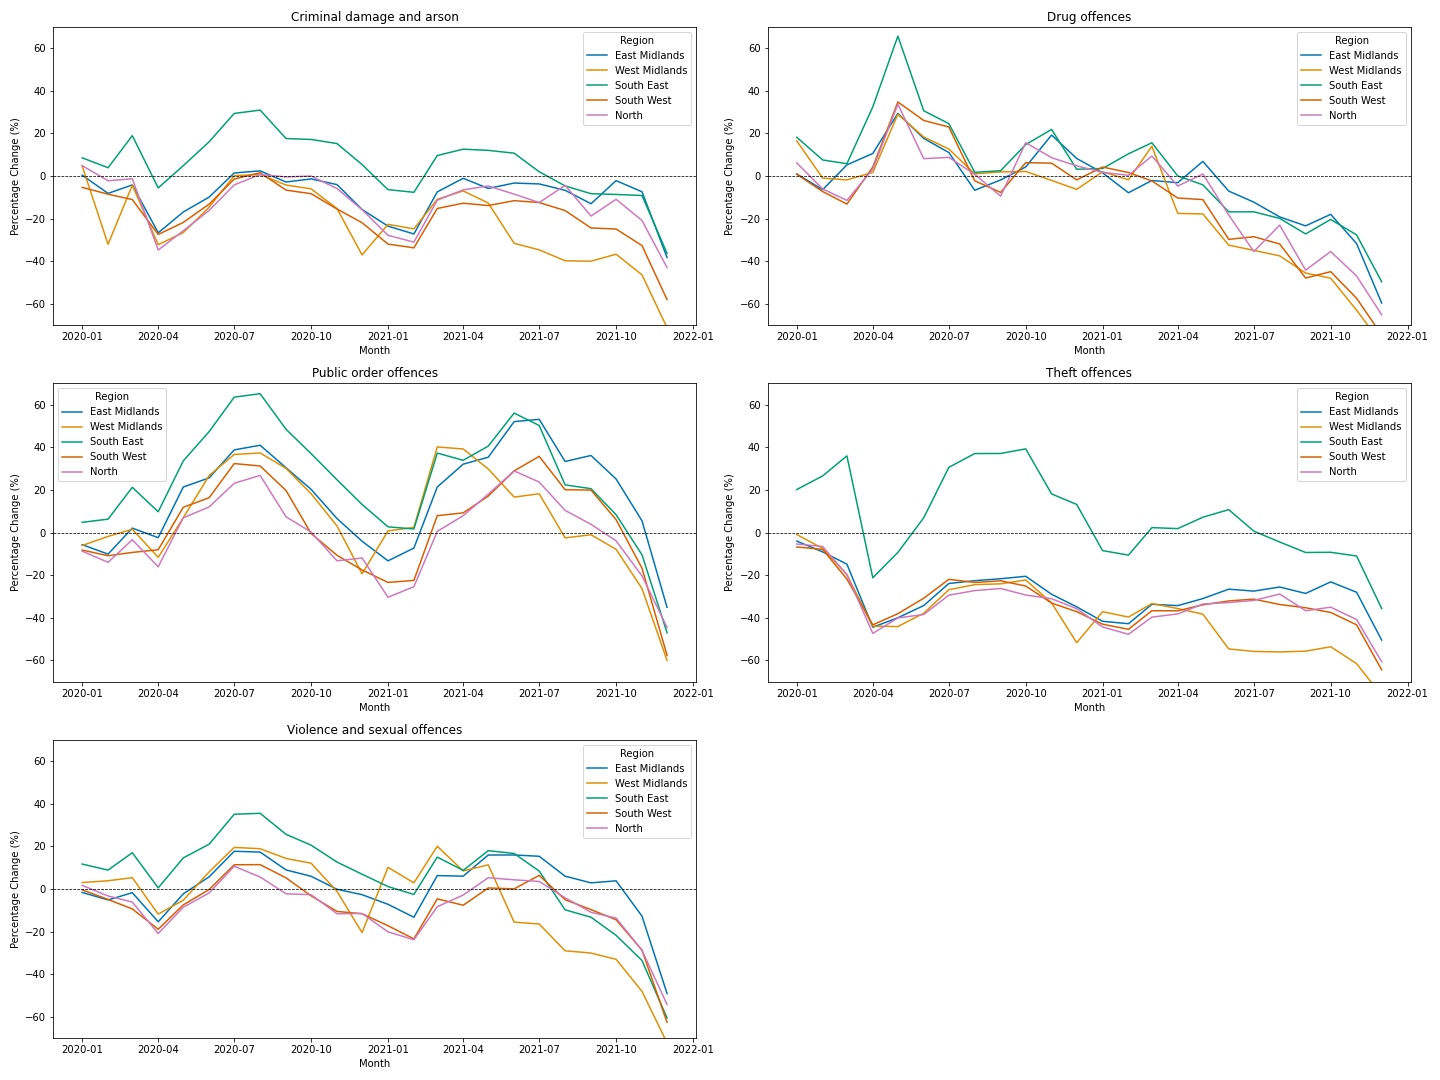 Criminal damage and arson
Percentage Change (%)
60
40
20
0
−20
−40
−60
Region
East Midlands
West Midlands
South East
South West
North
2020-01 2020-04 2020-07 2020-10 2021-01 2021-04 2021-07 2021-10 2022-01
Month
Drug offences
Percentage Change (%)
60
40
20
0
−20
−40
−60
Region
East Midlands
West Midlands
South East
South West
North
2020-01 2020-04 2020-07 2020-10 2021-01 2021-04 2021-07 2021-10 2022-01
Month
Public order offences
Percentage Change (%)
60
40
20
0
−20
−40
−60
Region
East Midlands
West Midlands
South East
South West
North
2020-01 2020-04 2020-07 2020-10 2021-01 2021-04 2021-07 2021-10 2022-01
Month
Theft offences
Percentage Change (%)
60
40
20
0
−20
−40
−60
Region
East Midlands
West Midlands
South East
South West
North
2020-01 2020-04 2020-07 2020-10 2021-01 2021-04 2021-07 2021-10 2022-01
Month
Violence and sexual offences
Percentage Change (%)
60
40
20
0
−20
−40
−60
Region
East Midlands
West Midlands
South East
South West
North
2020-01 2020-04 2020-07 2020-10 2021-01 2021-04 2021-07 2021-10 2022-01
Month